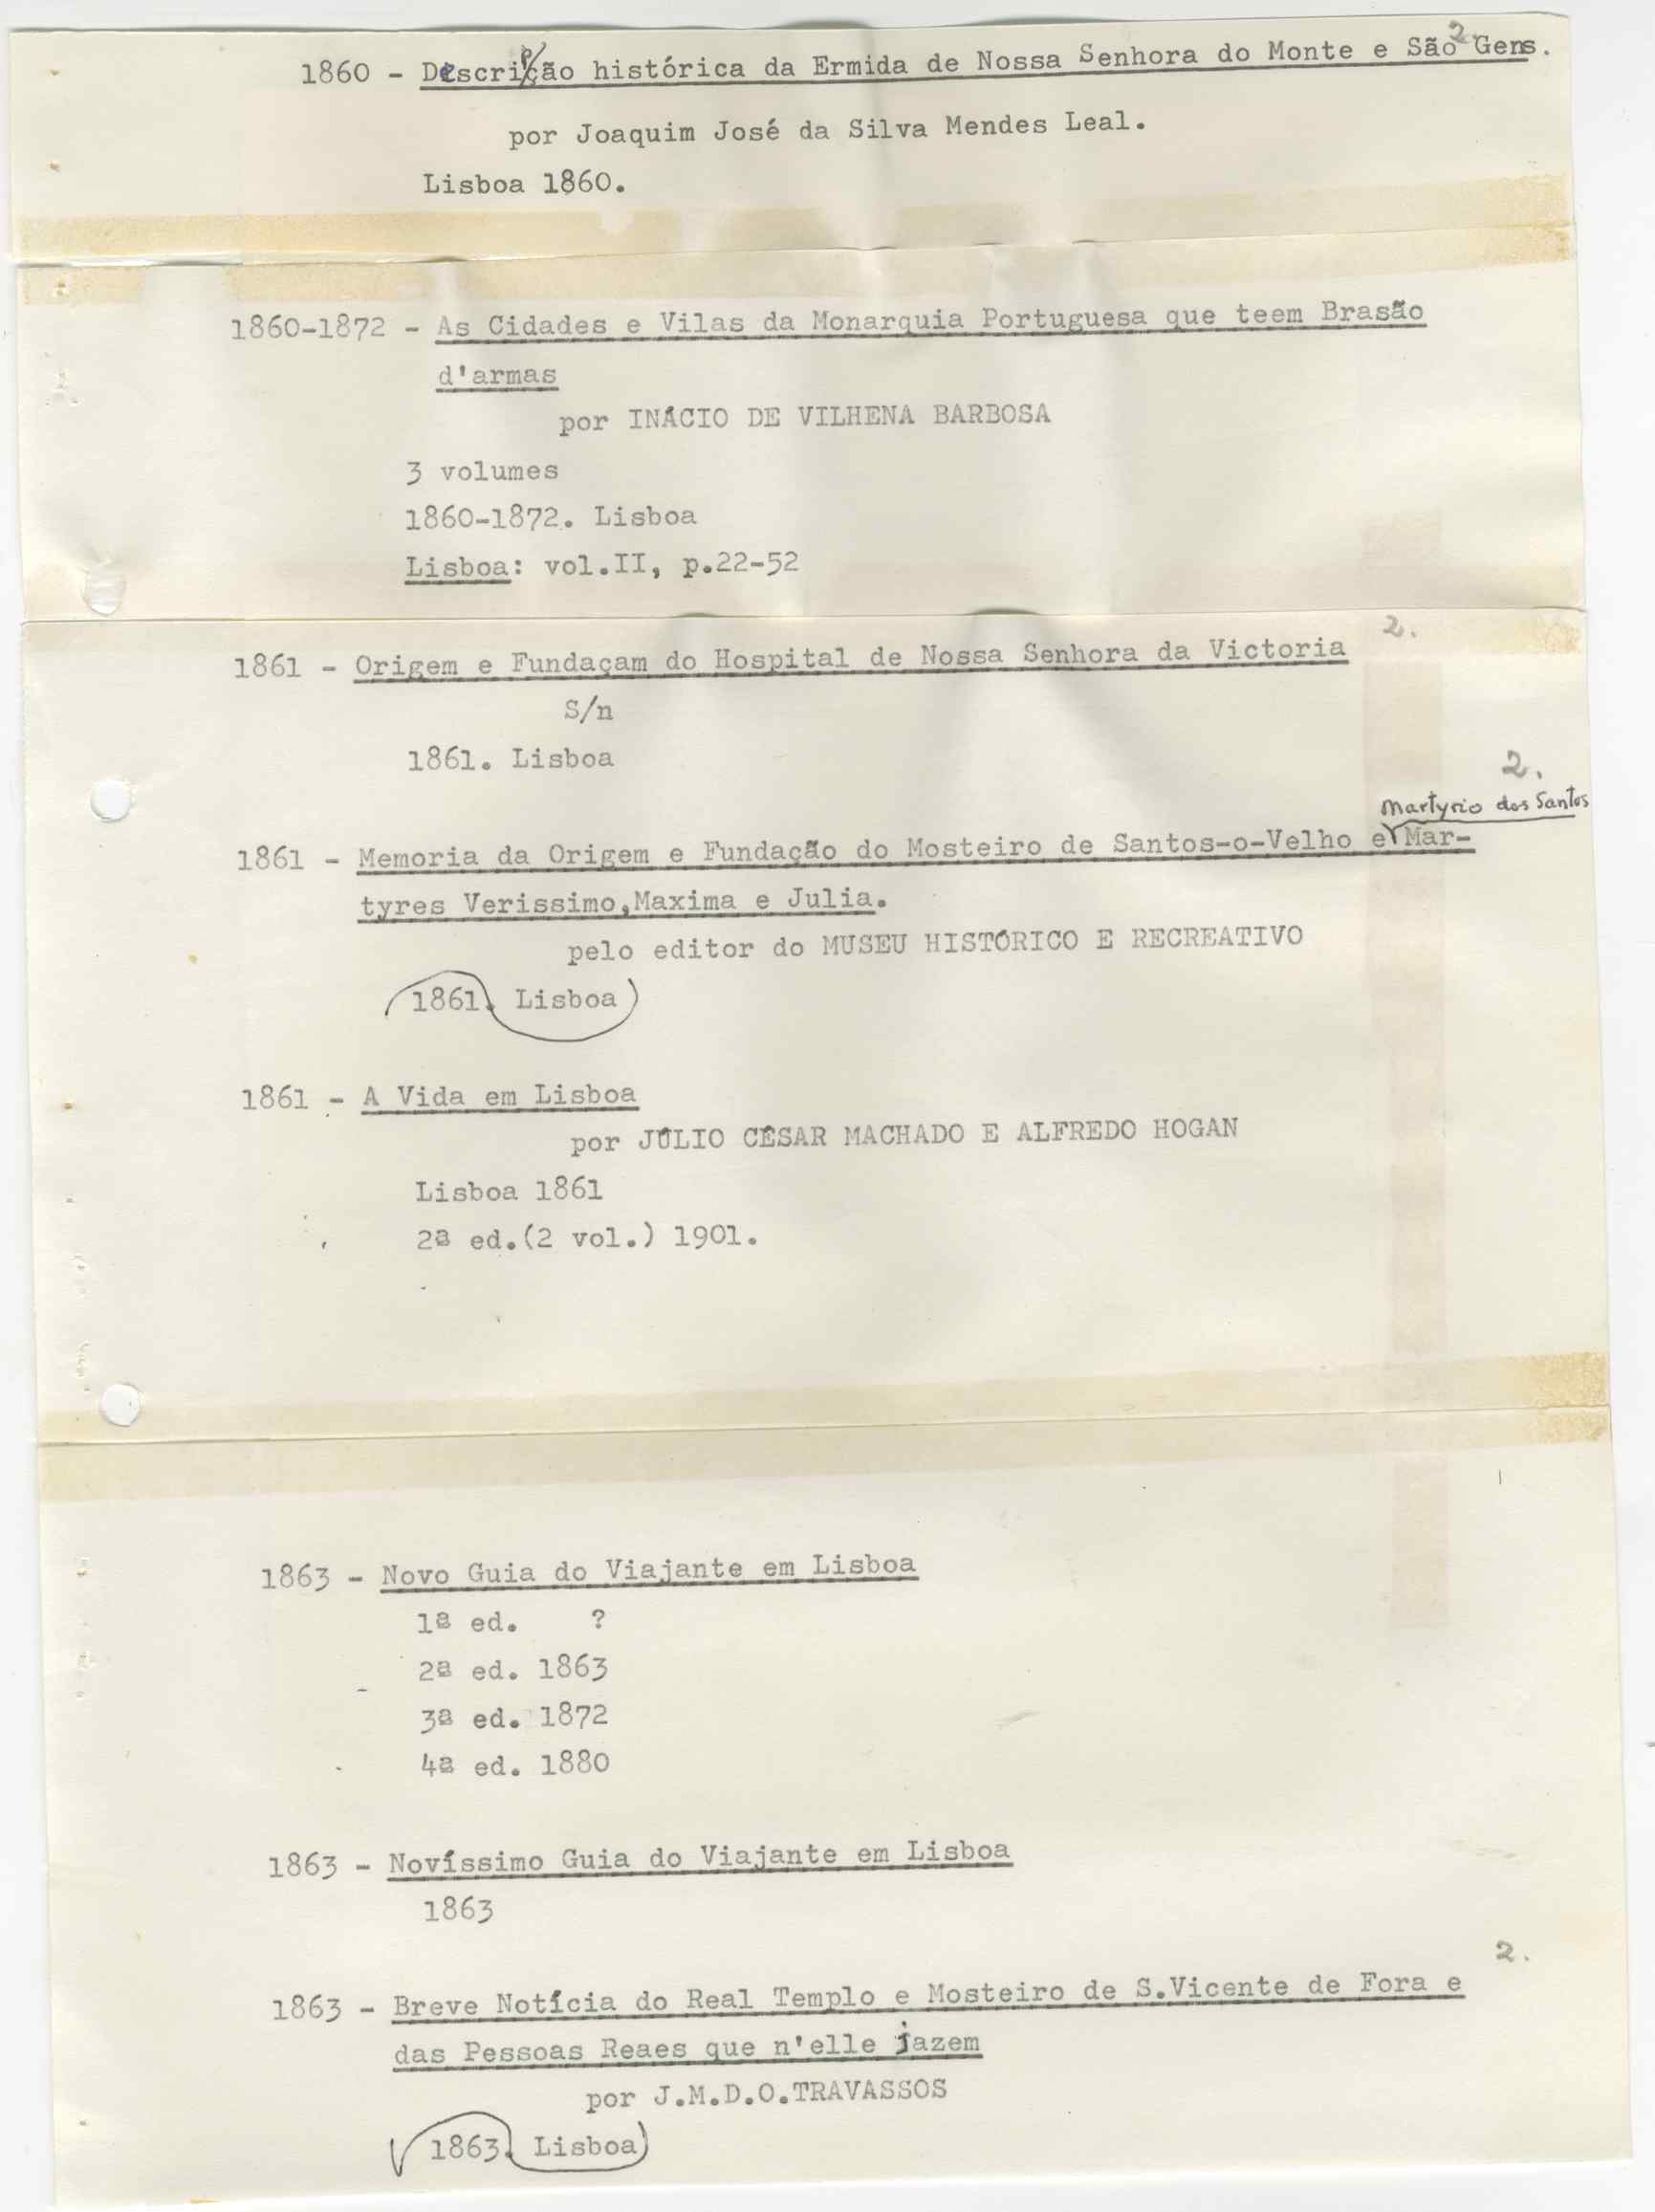 2.
1860 - Descripção histórica da Ermida de Nossa Senhora do Monte e São Gens.
por Joaquim José da Silva Mendes Leal.
Lisboa 1860.
1860-1872 - As Cidades e Vilas da Monarquia Portuguesa que teem Brasão
d'armas
por INÁCIO DE VILHENA BARBOSA
3 volumes
1860-1872. Lisboa
Lisboa: vol.II, p.22-52
2.
1861 - Origem e Fundaçam do Hospital de Nossa Senhora da Victoria
S/n
1861. Lisboa
2.
Martyrio dos Santos
1861 - Memoria da Origem e Fundação do Mosteiro de Santos-o-Velho e Mar-
tyres Verissimo,Maxima e Julia.
pelo editor do MUSEU HISTÓRICO E RECREATIVO
1861. Lisboa
1861 - A Vida em Lisboa
por JÚLIO CÉSAR MACHADO E ALFREDO HOGAN
Lisboa 1861
2ª ed.(2 vol.) 1901.
1863 - Novo Guia do Viajante em Lisboa
1ª ed. ?
2ª ed. 1863
3ª ed. 1872
4ª ed. 1880
1863 - Novíssimo Guia do Viajante em Lisboa
1863
2.
1863 - Breve Notícia do Real Templo e Mosteiro de S.Vicente de Fora e
das Pessoas Reaes que n'elle jazem
por J.M.D.O.TRAVASSOS
1863. Lisboa